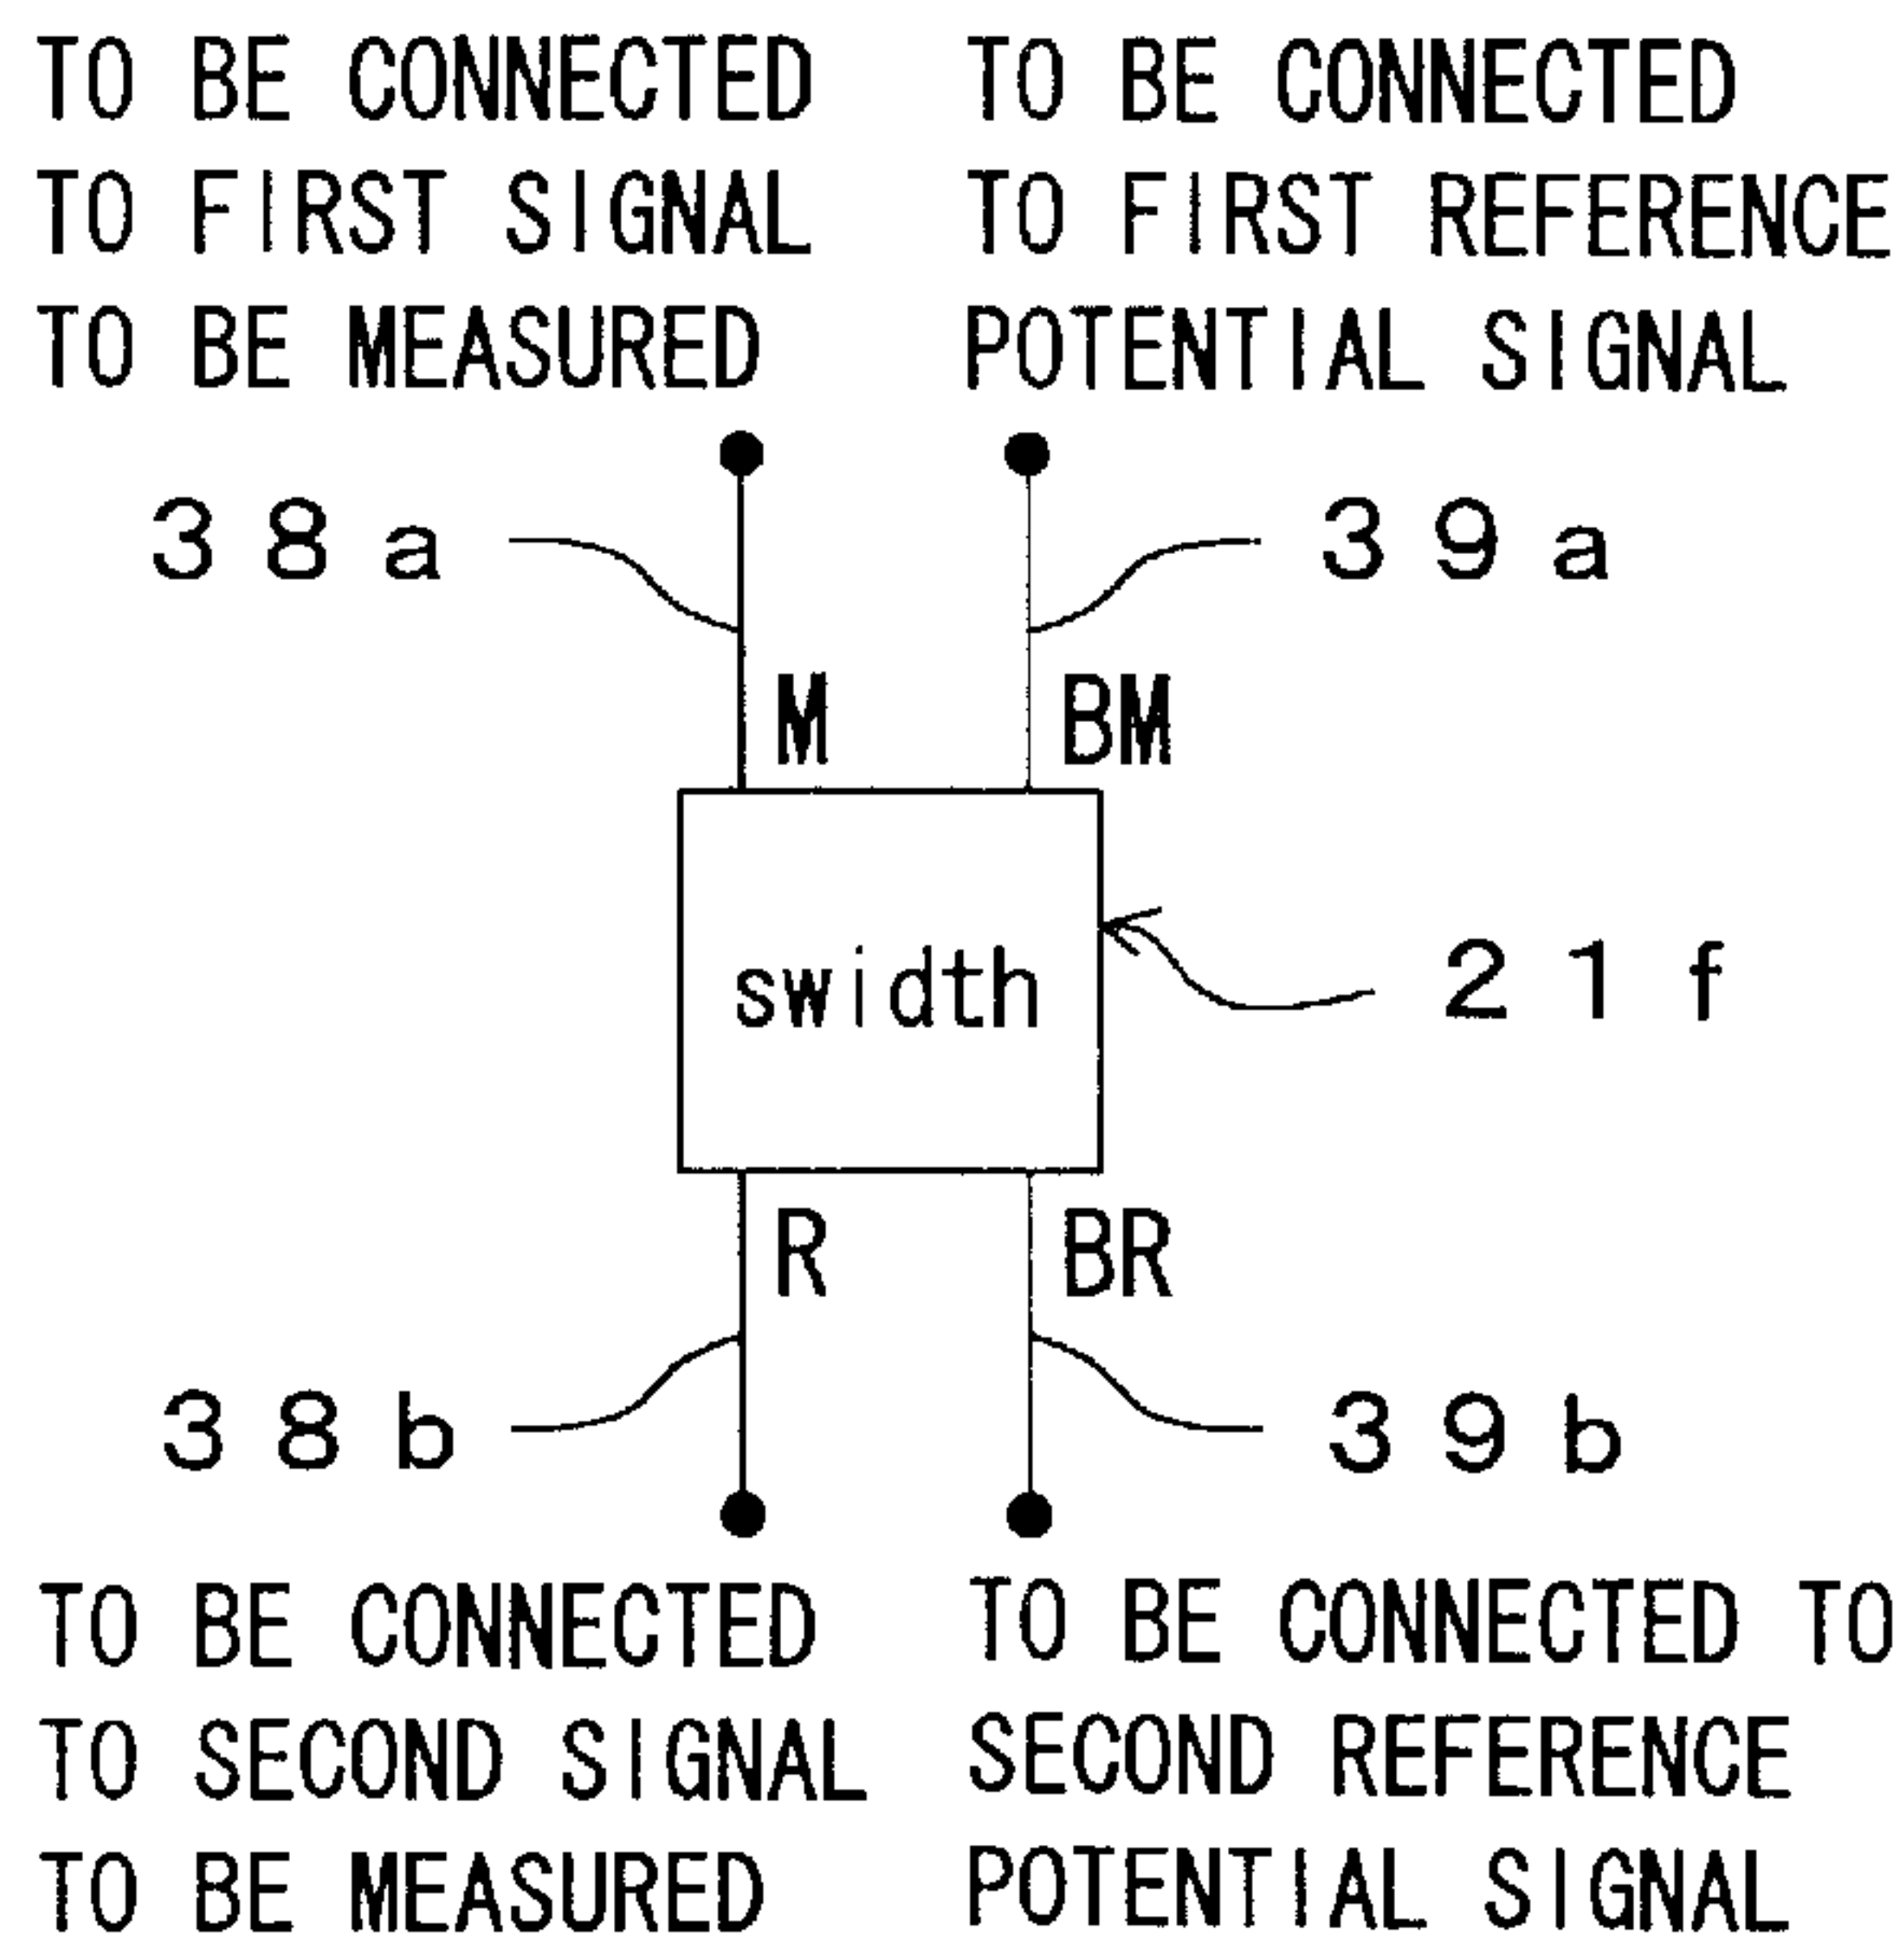 TO BE CONNECTED
TO FIRST SIGNAL
TO BE MEASURED
TO BE CONNECTED
TO FIRST REFERENCE
POTENTIAL SIGNAL
38a
39a
M
BM
swidth
21f
R
BR
38b
39b
TO BE CONNECTED
TO SECOND SIGNAL
TO BE MEASURED
TO BE CONNECTED TO
SECOND REFERENCE
POTENTIAL SIGNAL